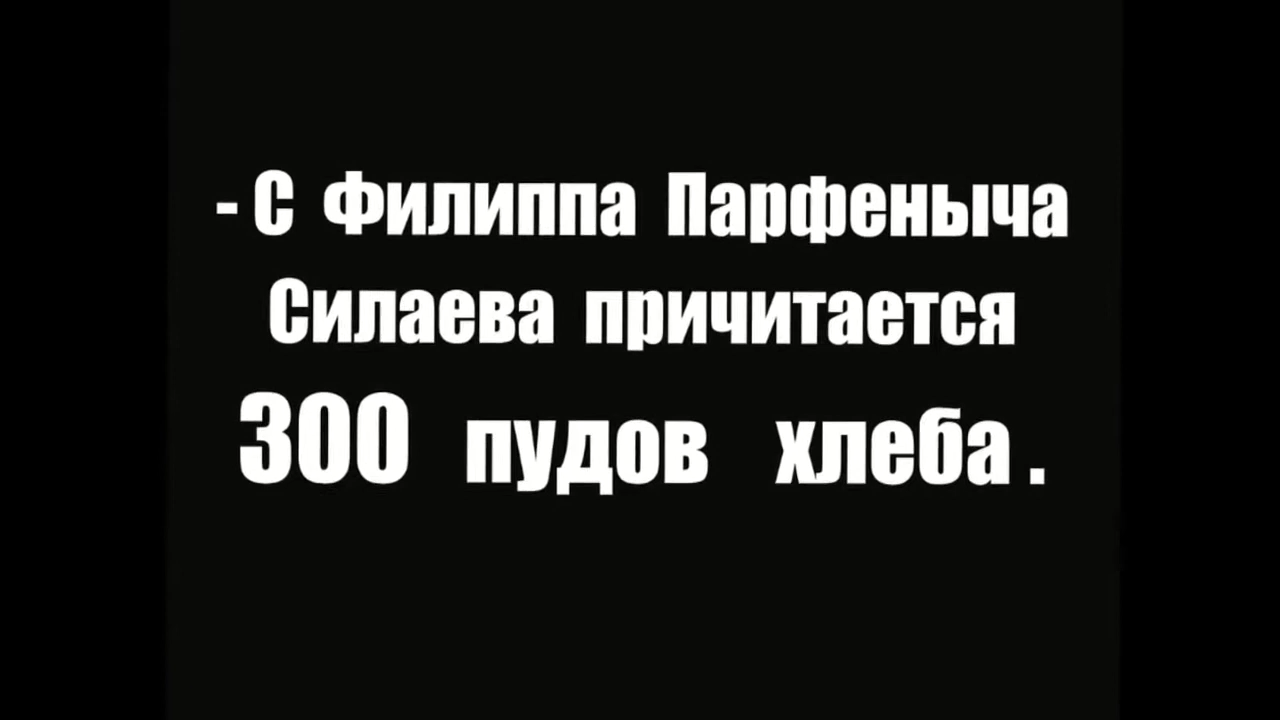 - С Филиппа Парфеныча
Силаева причитается
300 пудов хлеба .